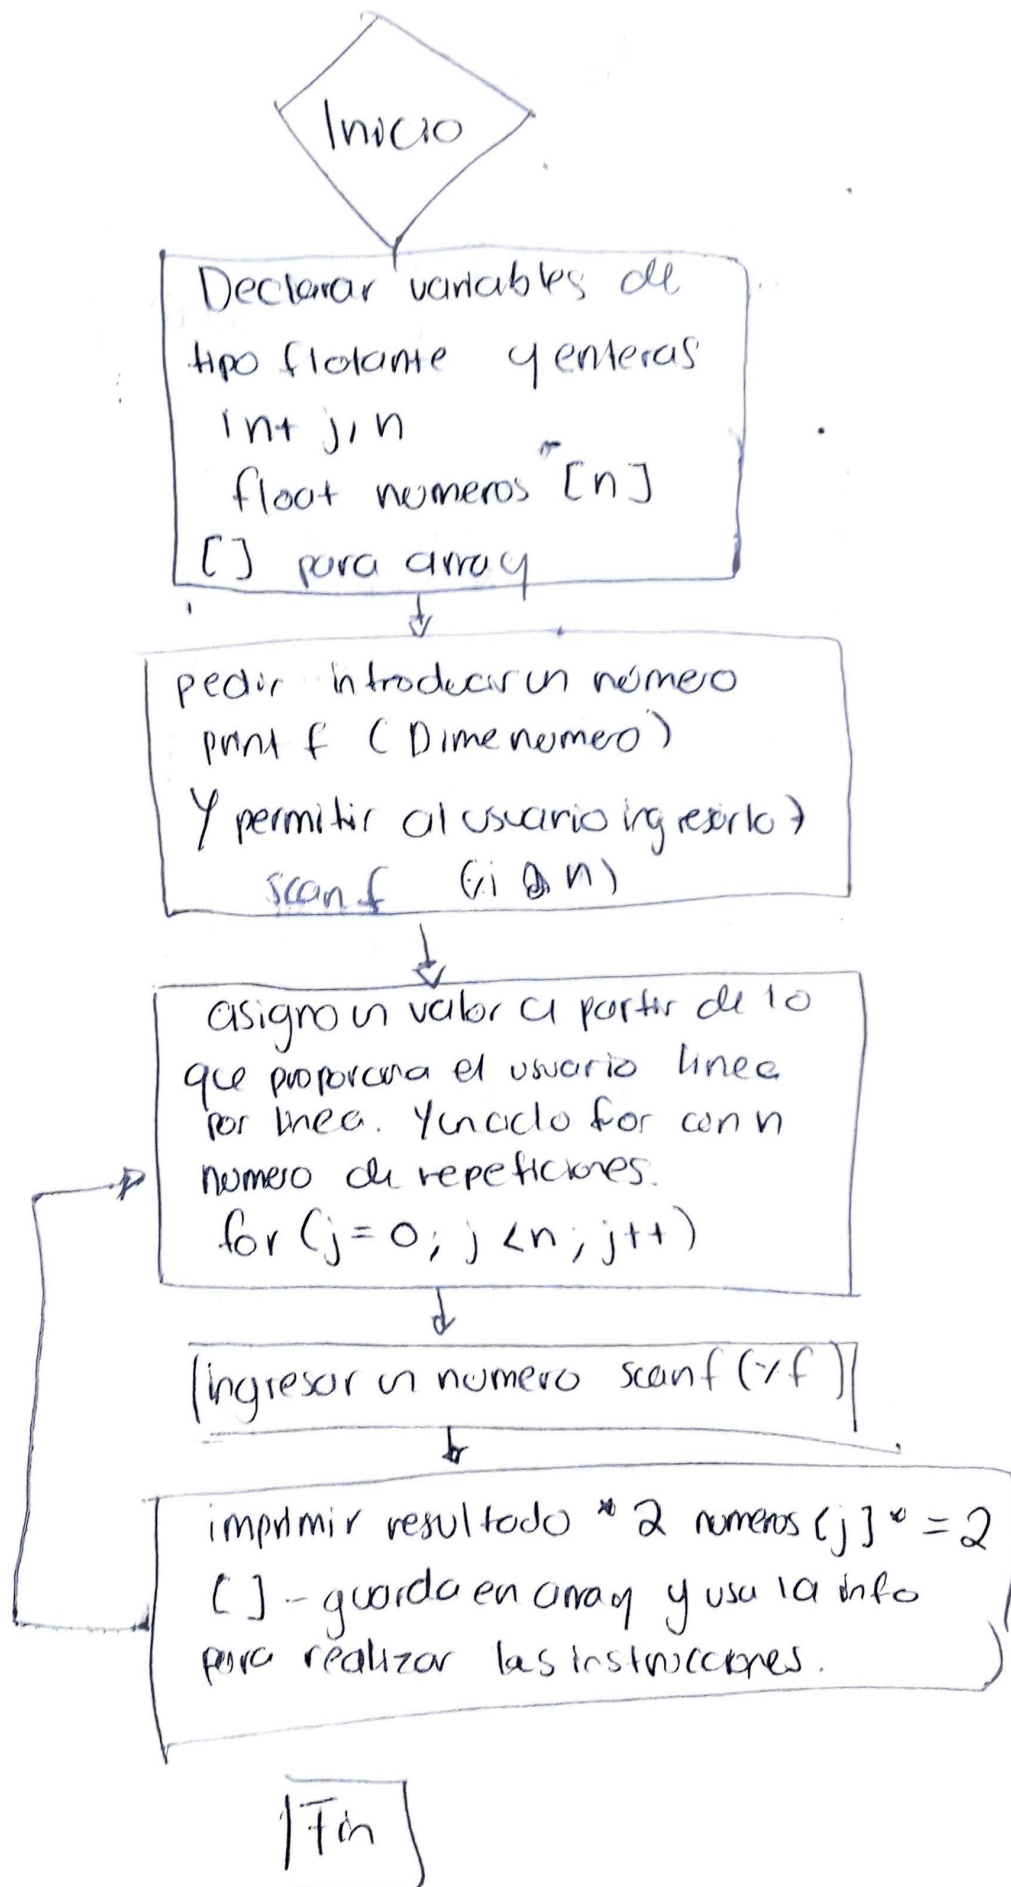 Inicio
Declarar variables de
tipo flotante y enteras
int j, n
float numeros [n]
[] para array
pedir introducir un número
printf (Dime numero)
Y permitir al usuario ingresarlo
scanf (i & n)
asigno un valor a partir de lo
que proporciona el usuario linea
por linea. Y un ciclo for con n
numero de repeticiones.
for (j = 0; j < n; j++)
ingresar un numero scanf (%f)
imprimir resultado * 2 numeros [j] * = 2
[] - guarda en array y usa la info
para realizar las instrucciones.
Fin